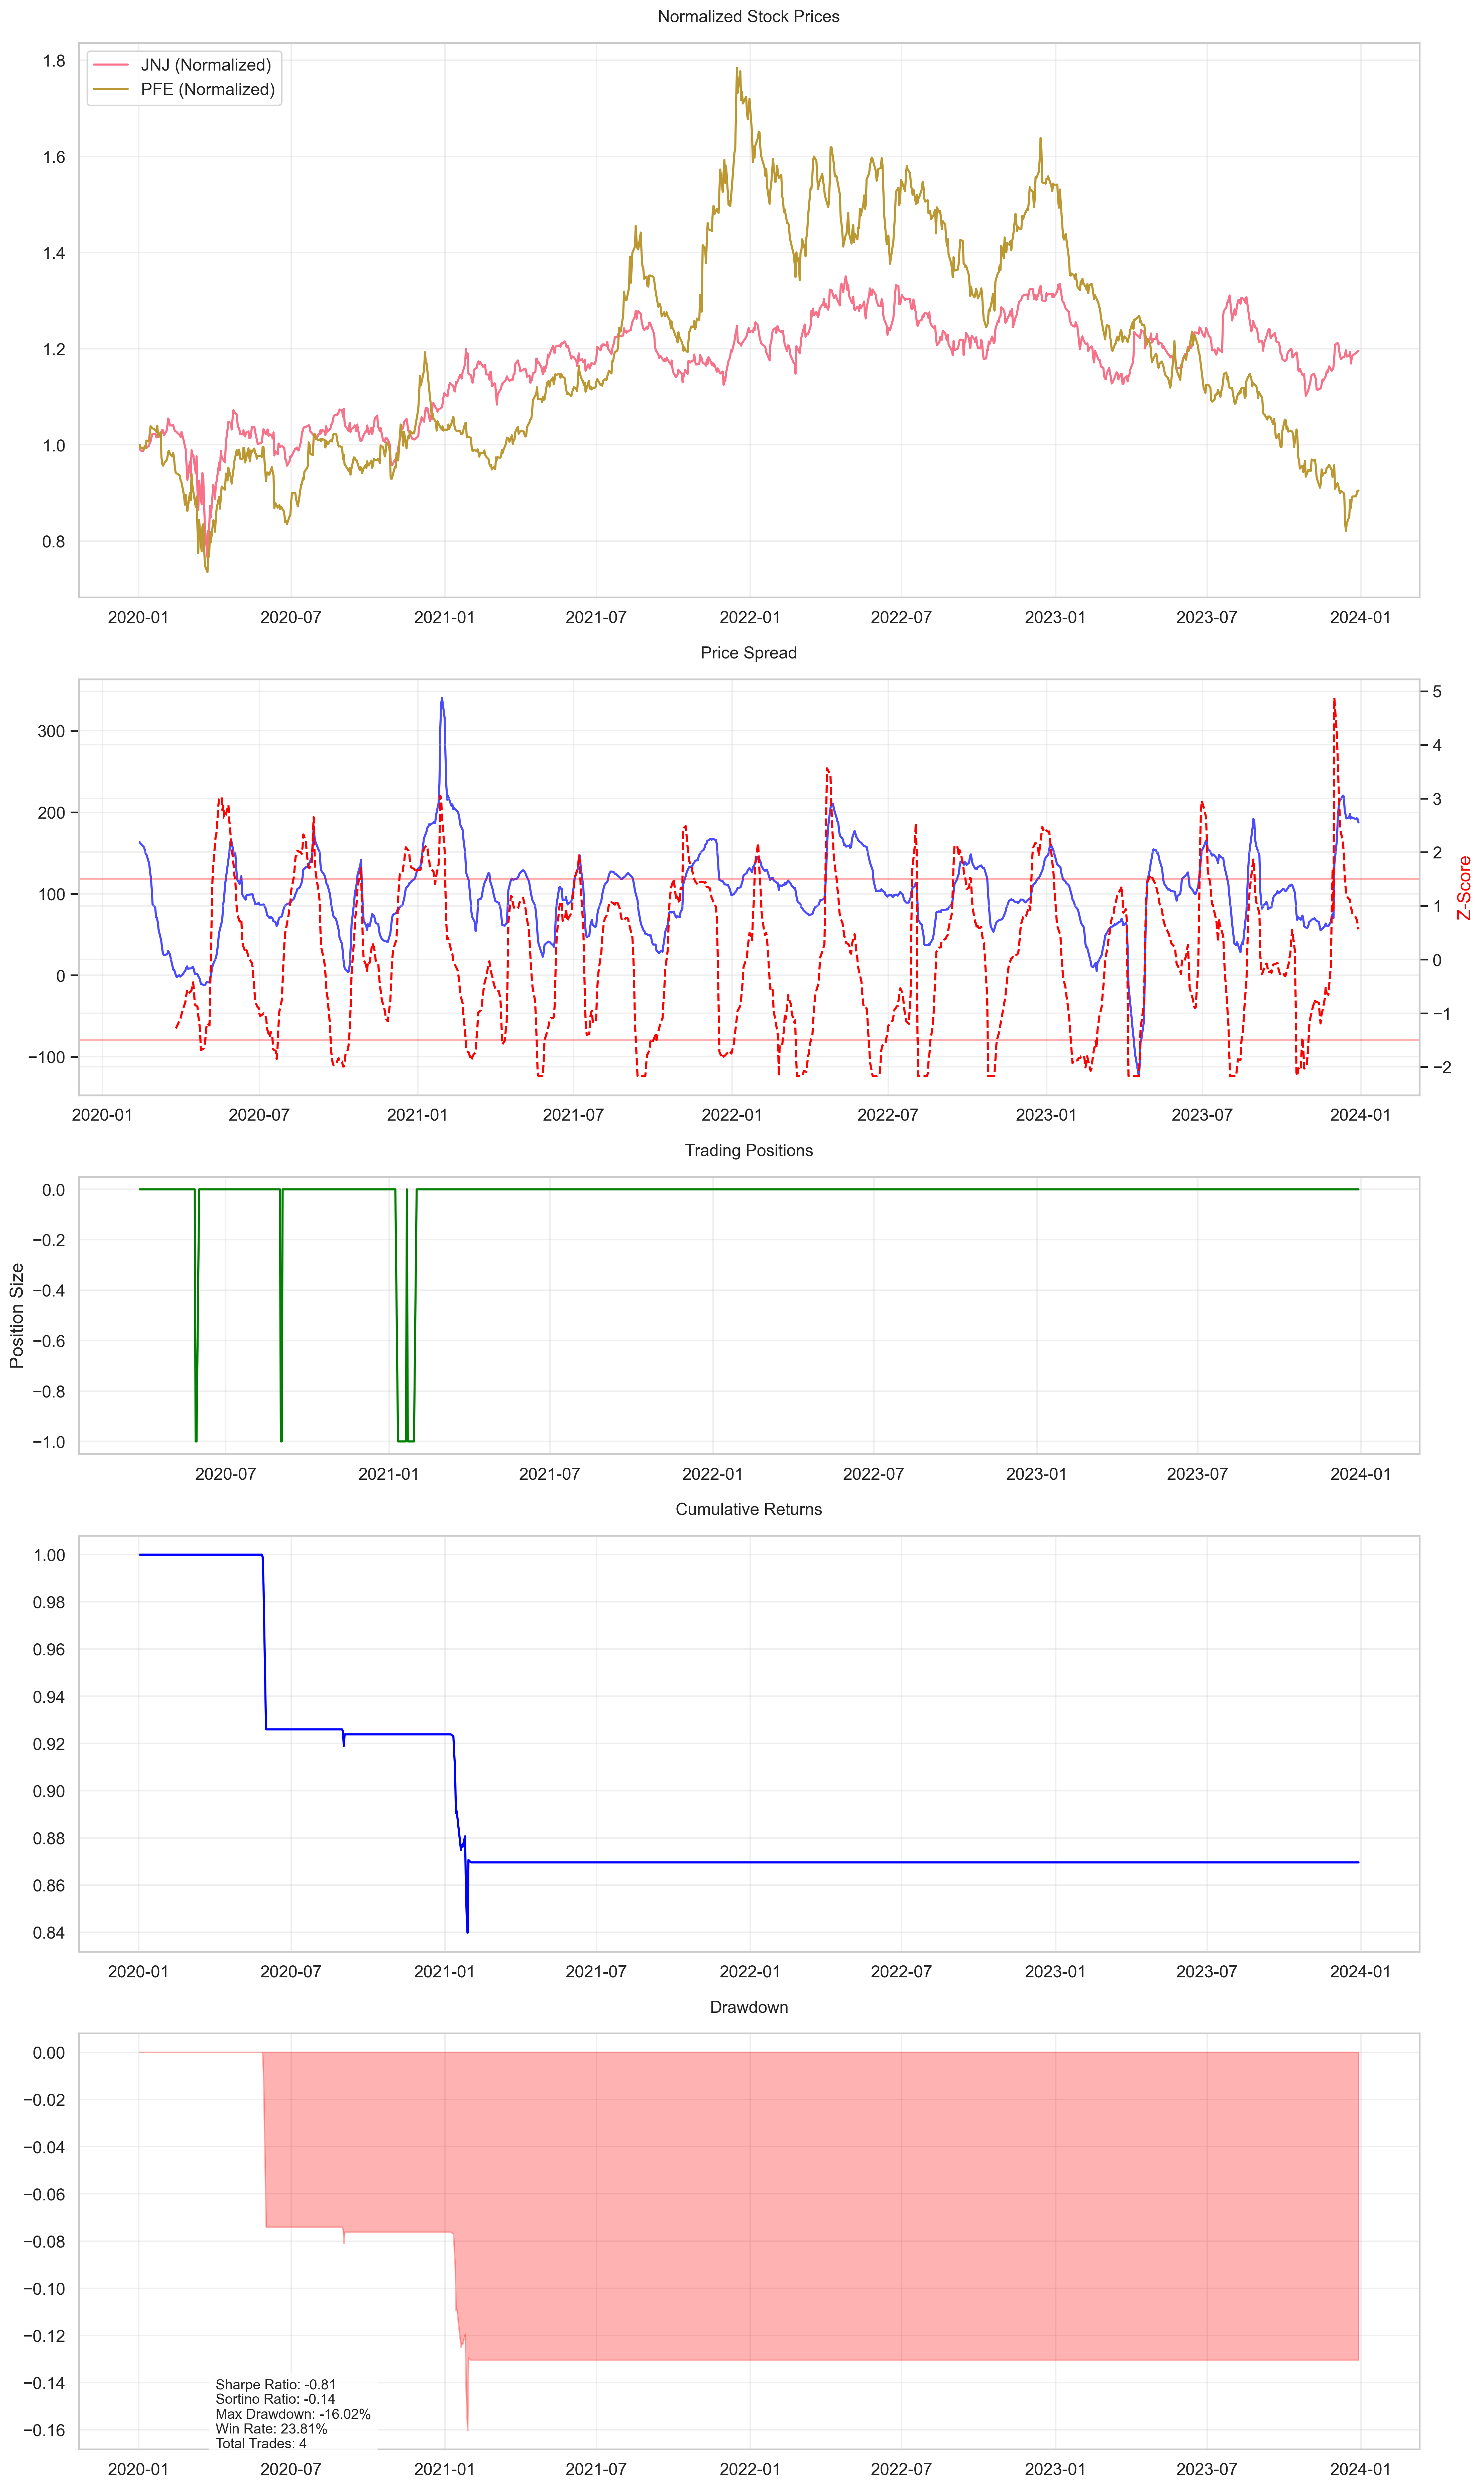 Normalized Stock Prices
JNJ (Normalized)
PFE (Normalized)
1.8
1.6
1.4
1.2
1.0
0.8
2020-01 2020-07 2021-01 2021-07 2022-01 2022-07 2023-01 2023-07 2024-01
Price Spread
300
200
100
0
−100
5
4
3
2
1
0
−1
−2
Z-Score
2020-01 2020-07 2021-01 2021-07 2022-01 2022-07 2023-01 2023-07 2024-01
Trading Positions
Position Size
0.0
−0.2
−0.4
−0.6
−0.8
−1.0
2020-07 2021-01 2021-07 2022-01 2022-07 2023-01 2023-07 2024-01
Cumulative Returns
1.00
0.98
0.96
0.94
0.92
0.90
0.88
0.86
0.84
2020-01 2020-07 2021-01 2021-07 2022-01 2022-07 2023-01 2023-07 2024-01
Drawdown
0.00
−0.02
−0.04
−0.06
−0.08
−0.10
−0.12
−0.14
−0.16
Sharpe Ratio: -0.81
Sortino Ratio: -0.14
Max Drawdown: -16.02%
Win Rate: 23.81%
Total Trades: 4
2020-01 2020-07 2021-01 2021-07 2022-01 2022-07 2023-01 2023-07 2024-01